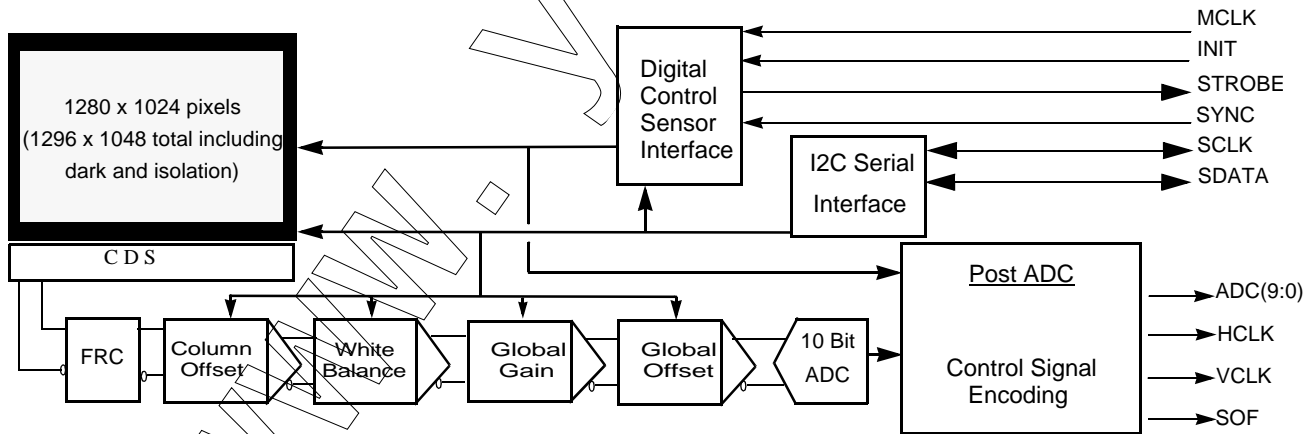 MCLK
INIT
STROBE
SYNC
SCLK
SDATA
Digital
Control
Sensor
Interface
1280 x 1024 pixels
(1296 x 1048 total including
dark and isolation)
I2C Serial
Interface
CDS
Post ADC
Control Signal
Encoding
ADC(9:0)
HCLK
VCLK
SOF
FRC
Column
Offset
White
Balance
Global
Gain
Global
Offset
10 Bit
ADC
www.y